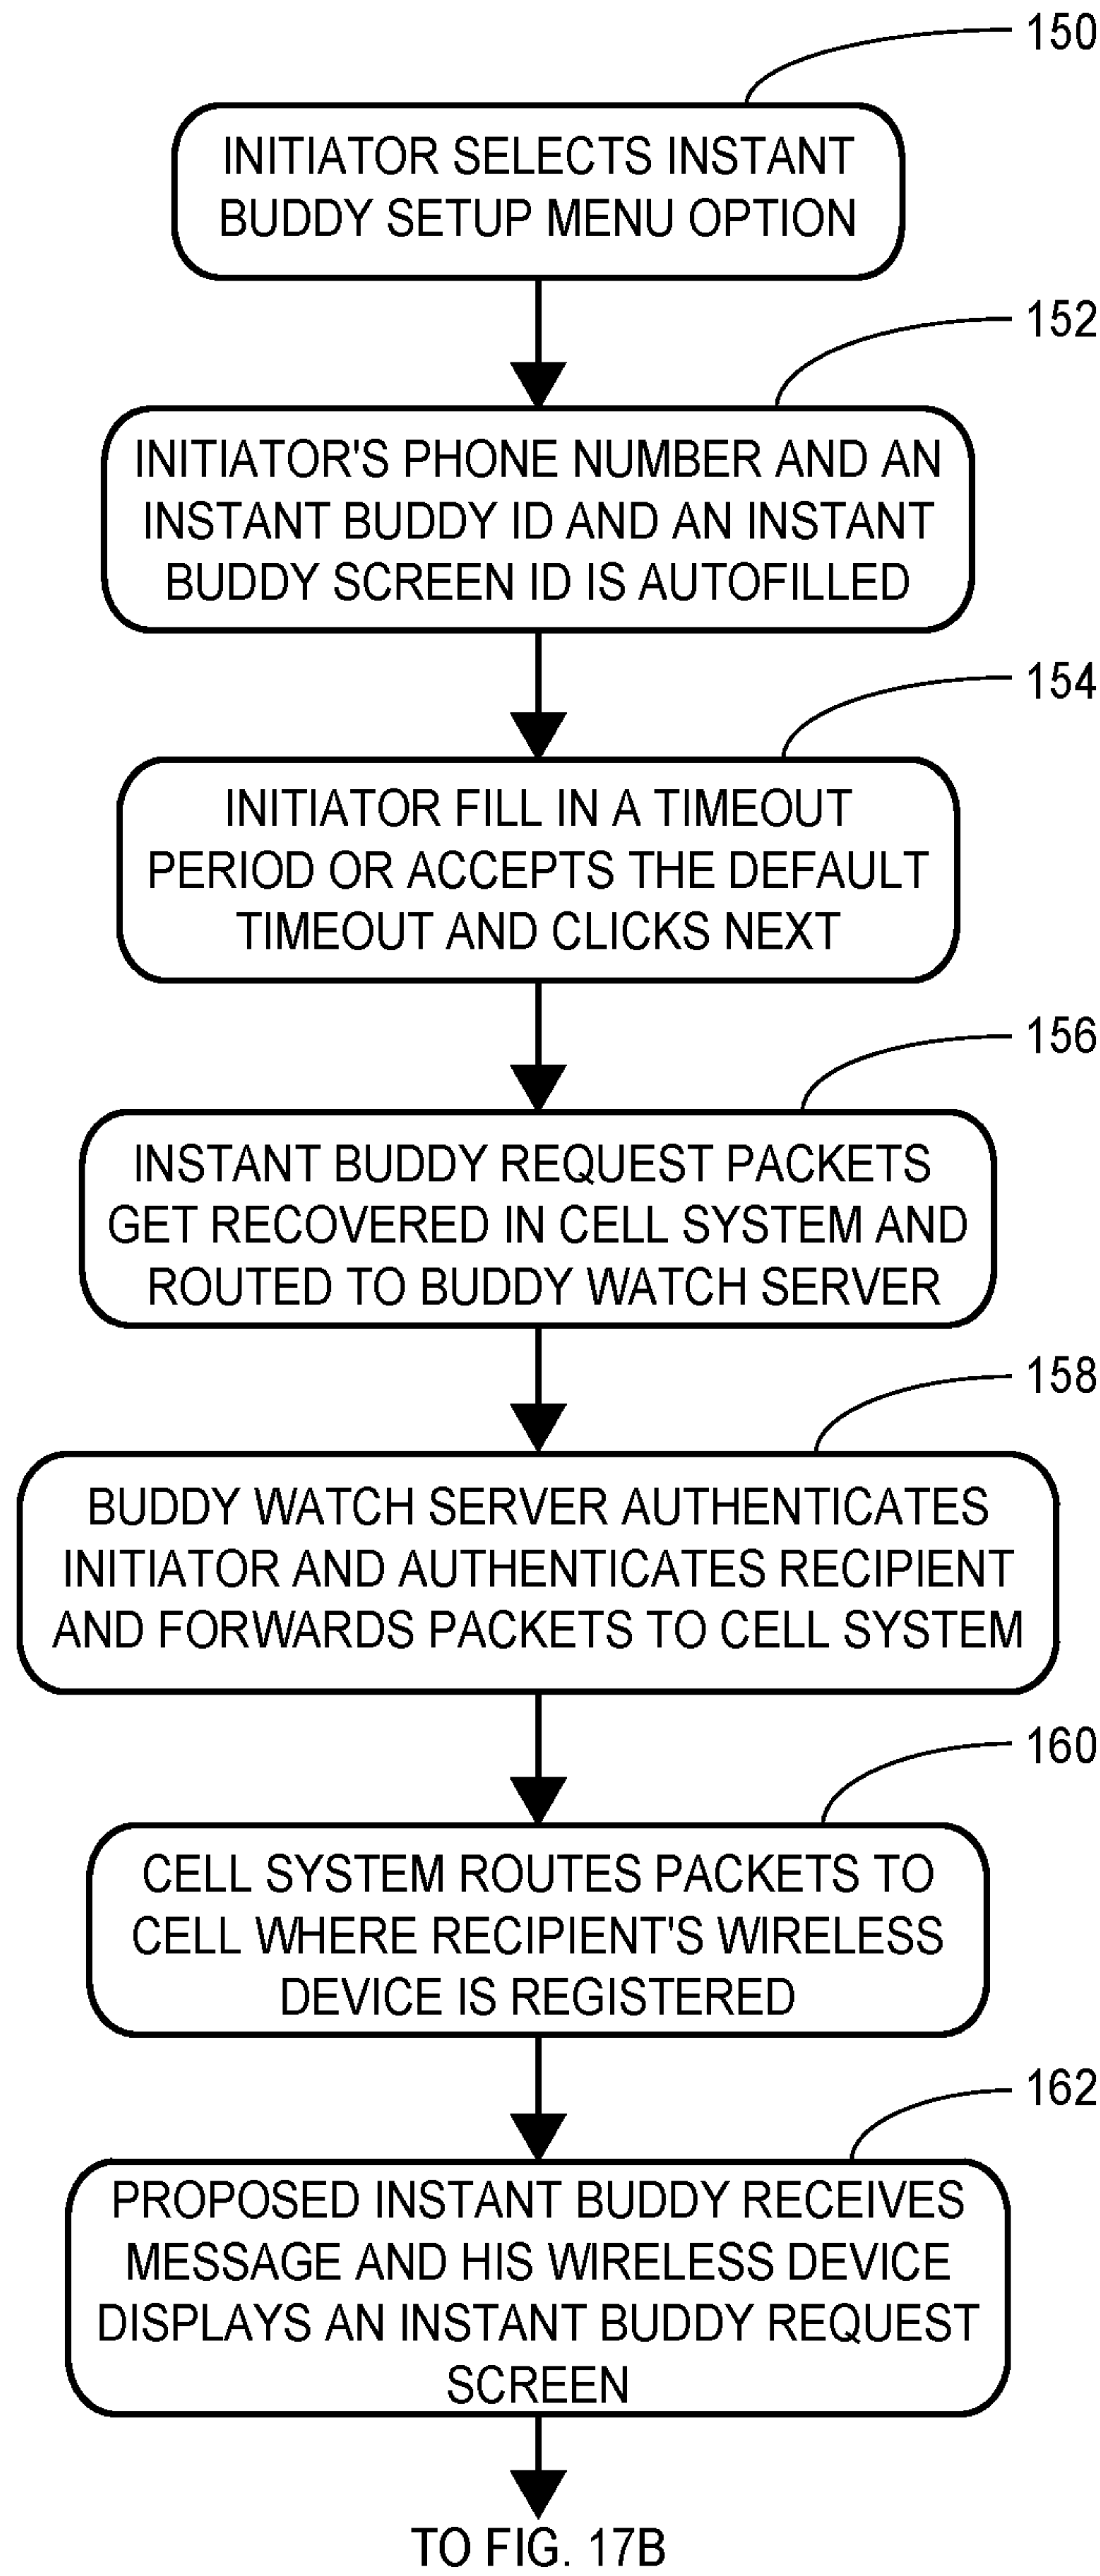 150
INITIATOR SELECTS INSTANT
BUDDY SETUP MENU OPTION
152
INITIATOR'S PHONE NUMBER AND AN
INSTANT BUDDY ID AND AN INSTANT
BUDDY SCREEN ID IS AUTOFILLED
154
INITIATOR FILL IN A TIMEOUT
PERIOD OR ACCEPTS THE DEFAULT
TIMEOUT AND CLICKS NEXT
156
INSTANT BUDDY REQUEST PACKETS
GET RECOVERED IN CELL SYSTEM AND
ROUTED TO BUDDY WATCH SERVER
158
BUDDY WATCH SERVER AUTHENTICATES
INITIATOR AND AUTHENTICATES RECIPIENT
AND FORWARDS PACKETS TO CELL SYSTEM
160
CELL SYSTEM ROUTES PACKETS TO
CELL WHERE RECIPIENT'S WIRELESS
DEVICE IS REGISTERED
162
PROPOSED INSTANT BUDDY RECEIVES
MESSAGE AND HIS WIRELESS DEVICE
DISPLAYS AN INSTANT BUDDY REQUEST
SCREEN
TO FIG. 17B